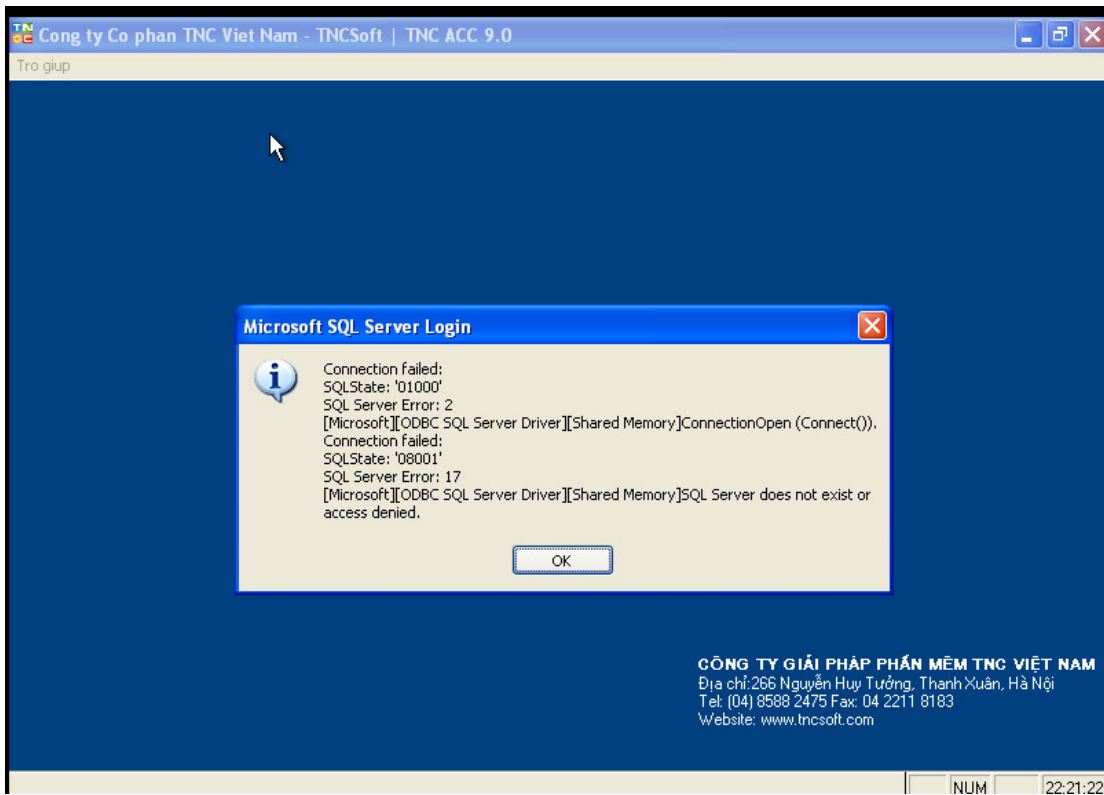 Cong ty Co phan TNC Viet Nam - TNCSoft | TNC ACC 9.0
Tro giup
Microsoft SQL Server Login
Connection failed:
SQLState: '01000'
SQL Server Error: 2
[Microsoft][ODBC SQL Server Driver][Shared Memory]ConnectionOpen (Connect()).
Connection failed:
SQLState: '08001'
SQL Server Error: 17
[Microsoft][ODBC SQL Server Driver][Shared Memory]SQL Server does not exist or
access denied.
OK
CÔNG TY GIẢI PHÁP PHẦN MỀM TNC VIỆT NAM
Địa chỉ:266 Nguyễn Huy Tưởng, Thanh Xuân, Hà Nội
Tel: (04) 8588 2475 Fax: 04 2211 8183
Website: www.tncsoft.com
NUM
22:21:22